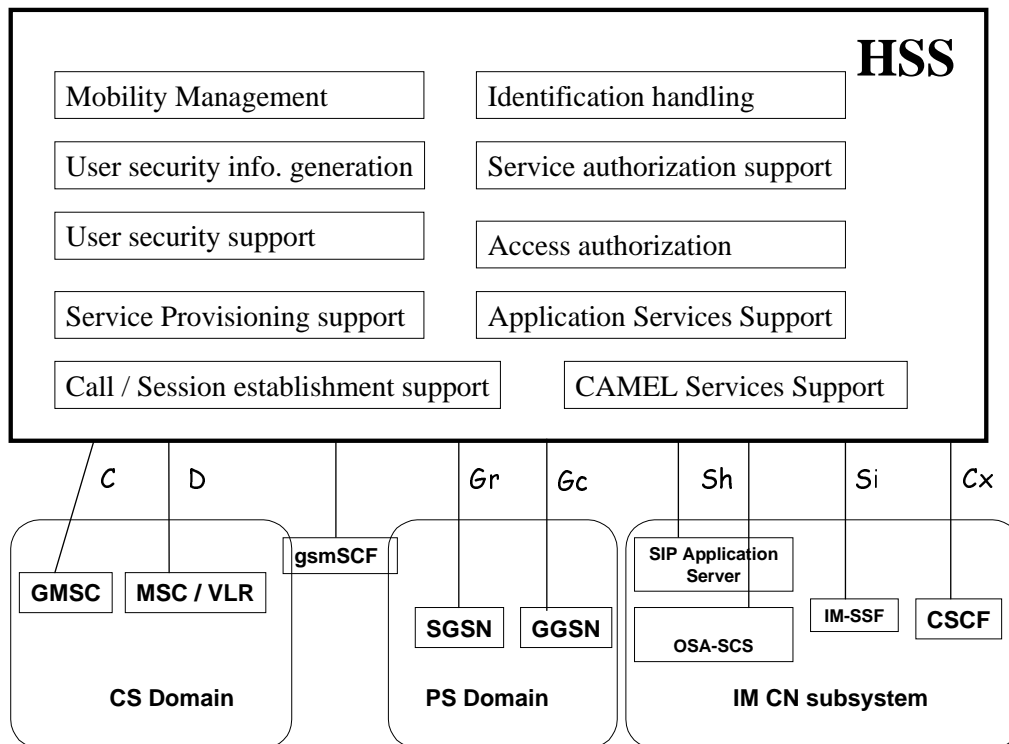 HSS
Mobility Management
Identification handling
User security info. generation
Service authorization support
User security support
Access authorization
Service Provisioning support
Application Services Support
Call / Session establishment support
CAMEL Services Support
C
D
Gr
Gc
Sh
Si
Cx
gsmSCF
SIP Application
Server
GMSC
MSC / VLR
SGSN
GGSN
OSA-SCS
IM-SSF
CSCF
CS Domain
PS Domain
IM CN subsystem